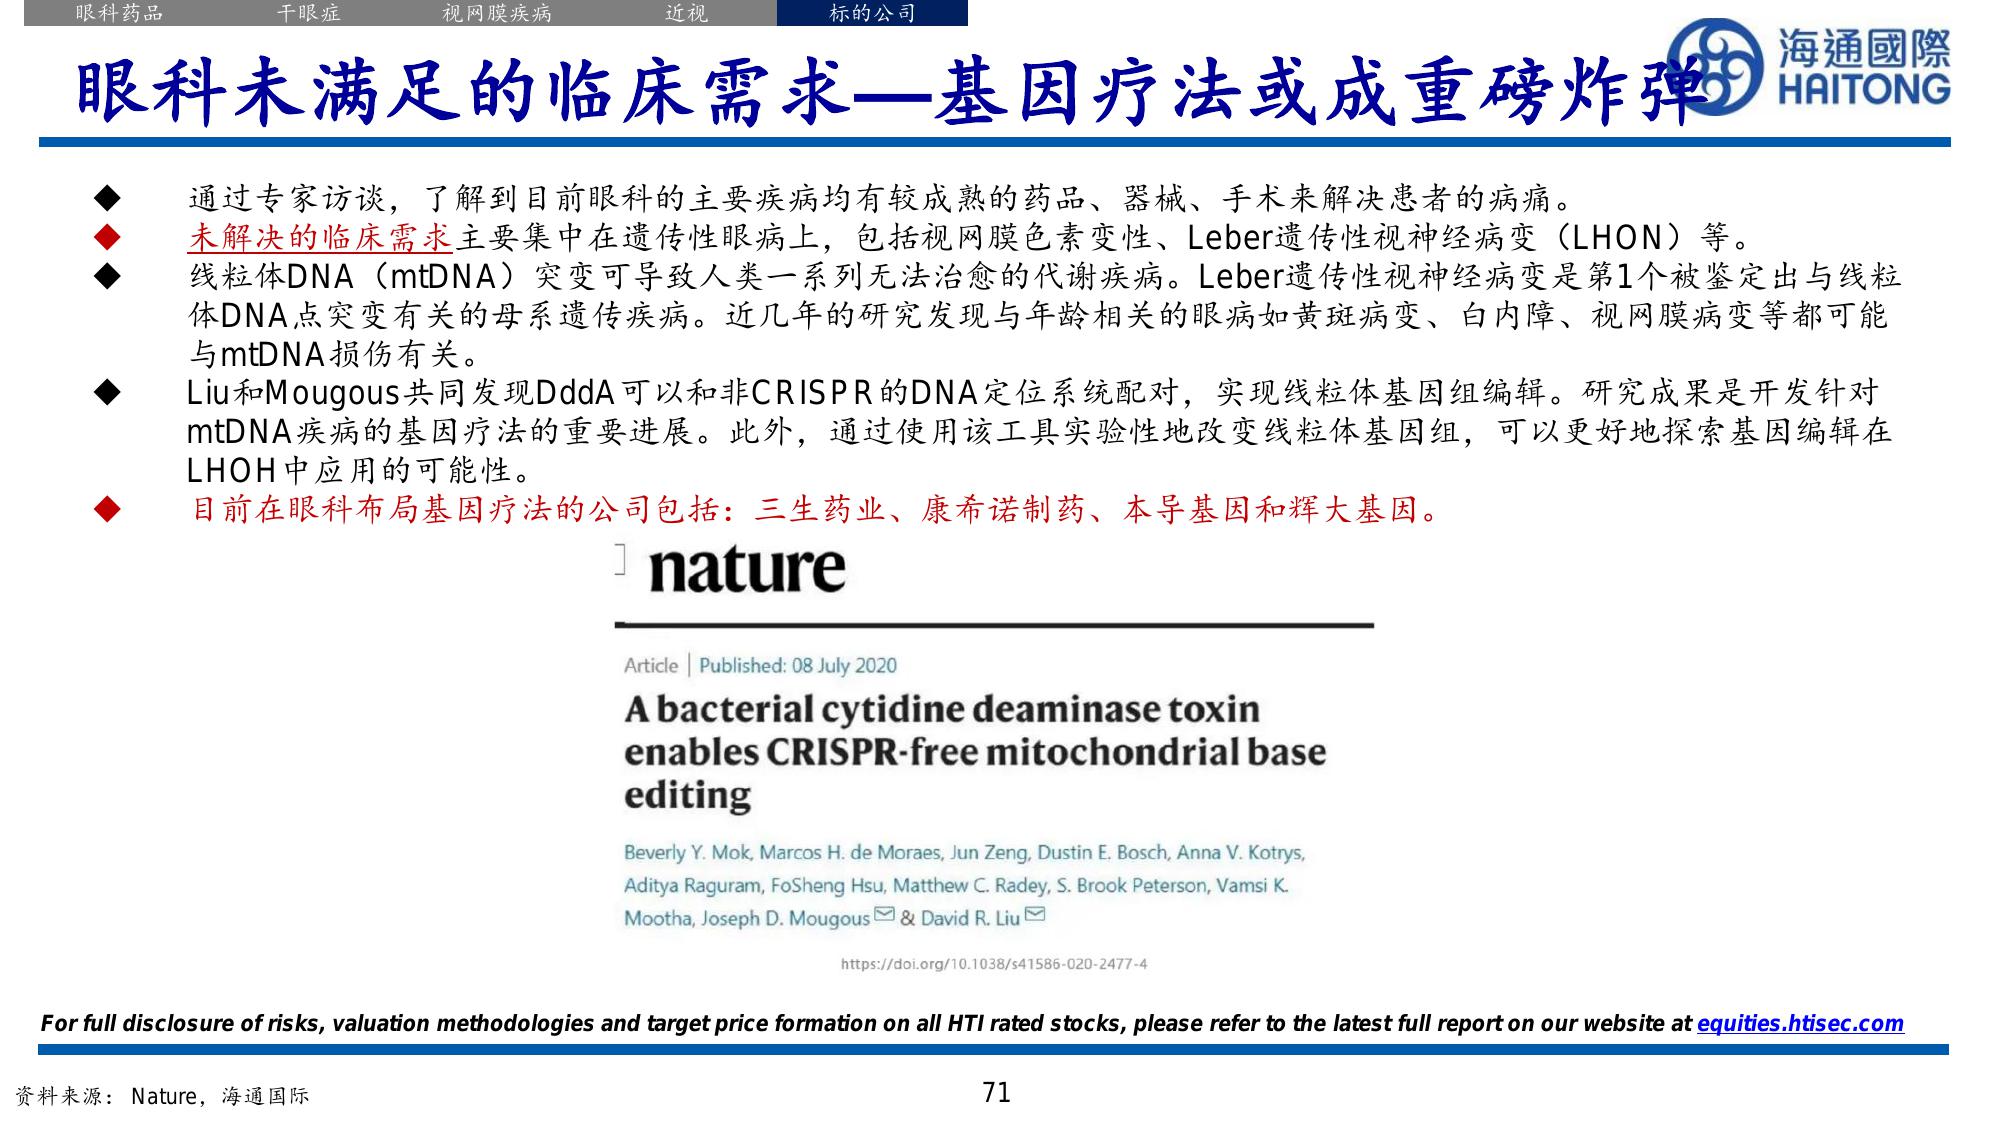 眼科药品 干眼症 视网膜疾病 近视 标的公司
眼科未满足的临床需求—基因疗法或成重磅炸弹
海通國際
HAITONG
◆ 通过专家访谈，了解到目前眼科的主要疾病均有较成熟的药品、器械、手术来解决患者的病痛。
◆ 未解决的临床需求主要集中在遗传性眼病上，包括视网膜色素变性、Leber遗传性视神经病变（LHON）等。
◆ 线粒体DNA（mtDNA）突变可导致人类一系列无法治愈的代谢疾病。Leber遗传性视神经病变是第1个被鉴定出与线粒
体DNA点突变有关的母系遗传疾病。近几年的研究发现与年龄相关的眼病如黄斑病变、白内障、视网膜病变等都可能
与mtDNA损伤有关。
◆ Liu和Mougous共同发现DddA可以和非CRISPR的DNA定位系统配对，实现线粒体基因组编辑。研究成果是开发针对
mtDNA疾病的基因疗法的重要进展。此外，通过使用该工具实验性地改变线粒体基因组，可以更好地探索基因编辑在
LHOH中应用的可能性。
◆ 目前在眼科布局基因疗法的公司包括：三生药业、康希诺制药、本导基因和辉大基因。
nature
Article | Published: 08 July 2020
A bacterial cytidine deaminase toxin
enables CRISPR-free mitochondrial base
editing
Beverly Y. Mok, Marcos H. de Moraes, Jun Zeng, Dustin E. Bosch, Anna V. Kotrys,
Aditya Raguram, FoSheng Hsu, Matthew C. Radey, S. Brook Peterson, Vamsi K.
Mootha, Joseph D. Mougous & David R. Liu
https://doi.org/10.1038/s41586-020-2477-4
For full disclosure of risks, valuation methodologies and target price formation on all HTI rated stocks, please refer to the latest full report on our website at equities.htisec.com
资料来源： Nature，海通国际
71